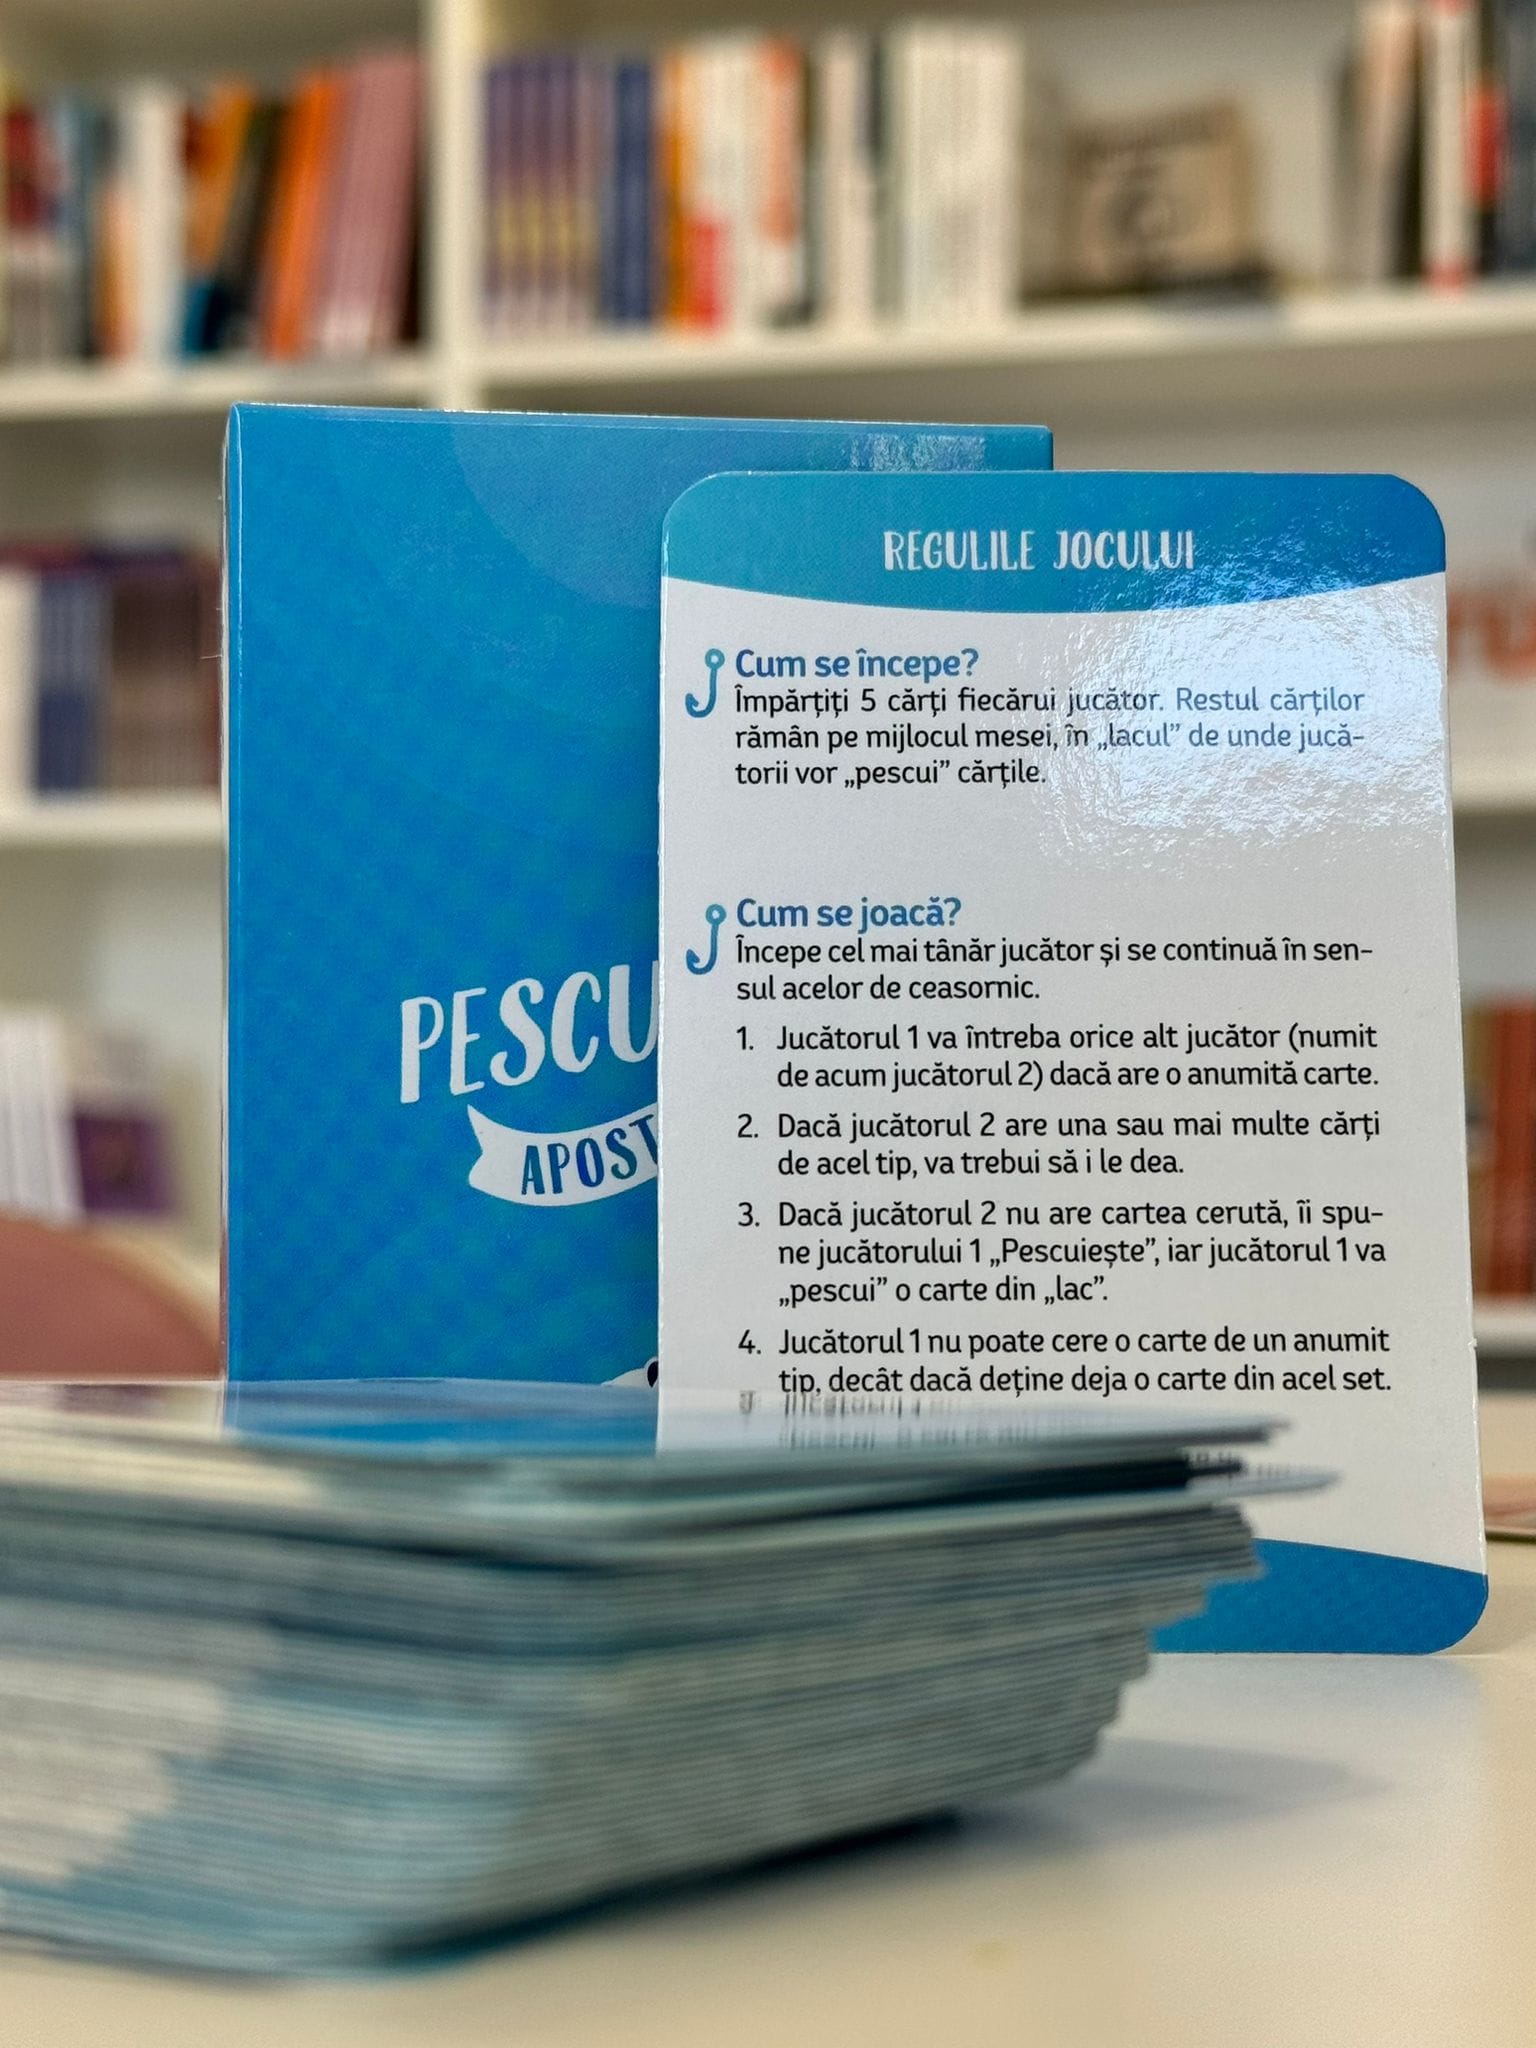 PESCU
APOST
REGULILE JOCULUI
Cum se începe?
Împărțiți 5 cărți fiecărui jucător. Restul cărților
rămân pe mijlocul mesei, în „lacul” de unde jucă-
torii vor „pescui” cărțile.
Cum se joacă?
Începe cel mai tânăr jucător și se continuă în sen-
sul acelor de ceasornic.
1. Jucătorul 1 va întreba orice alt jucător (numit
de acum jucătorul 2) dacă are o anumită carte.
2. Dacă jucătorul 2 are una sau mai multe cărți
de acel tip, va trebui să i le dea.
3. Dacă jucătorul 2 nu are cartea cerută, îi spu-
ne jucătorului 1 „Pescuiește”, iar jucătorul 1 va
„pescui” o carte din „lac”.
4. Jucătorul 1 nu poate cere o carte de un anumit
tip, decât dacă deține deja o carte din acel set.